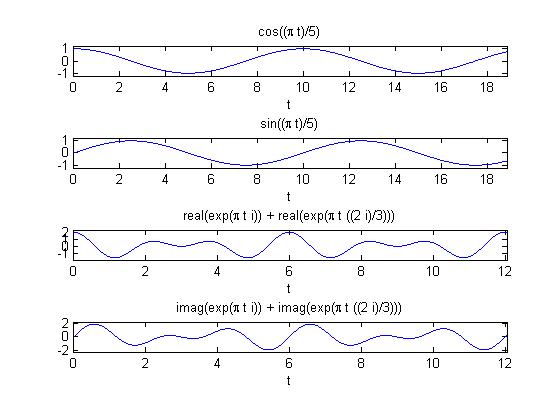 cos((π t)/5)
1
0
-1
0 2 4 6 8 10 12 14 16 18
t
sin((π t)/5)
1
0
-1
0 2 4 6 8 10 12 14 16 18
t
real(exp(π t i)) + real(exp(π t ((2 i)/3)))
2
1
0
-1
0 2 4 6 8 10 12
t
imag(exp(π t i)) + imag(exp(π t ((2 i)/3)))
2
0
-2
0 2 4 6 8 10 12
t